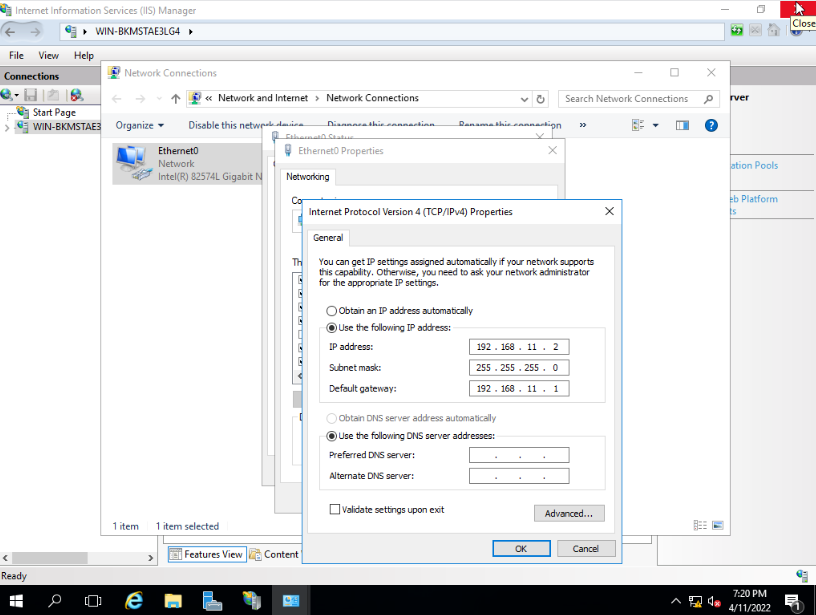 Internet Information Services (IIS) Manager
Close
WIN-BKMSTAE3LG4
File View Help
Connections
Start Page
WIN-BKMSTAE3
Network Connections
« Network and Internet > Network Connections
Search Network Connections
Organize
Disable this network device
Diagnose this connection
Rename this connection
»
Ethernet0
Network
Intel(R) 82574L Gigabit N
Ethernet0 Status
Ethernet0 Properties
Networking
Internet Protocol Version 4 (TCP/IPv4) Properties
General
You can get IP settings assigned automatically if your network supports
this capability. Otherwise, you need to ask your network administrator
for the appropriate IP settings.
Obtain an IP address automatically
Use the following IP address:
IP address: 192 . 168 . 11 . 2
Subnet mask: 255 . 255 . 255 . 0
Default gateway: 192 . 168 . 11 . 1
Obtain DNS server address automatically
Use the following DNS server addresses:
Preferred DNS server: . . .
Alternate DNS server: . . .
Validate settings upon exit
Advanced...
OK Cancel
rver
ation Pools
eb Platform
ts
1 item 1 item selected
Features View Content
Ready
7:20 PM
4/11/2022
1